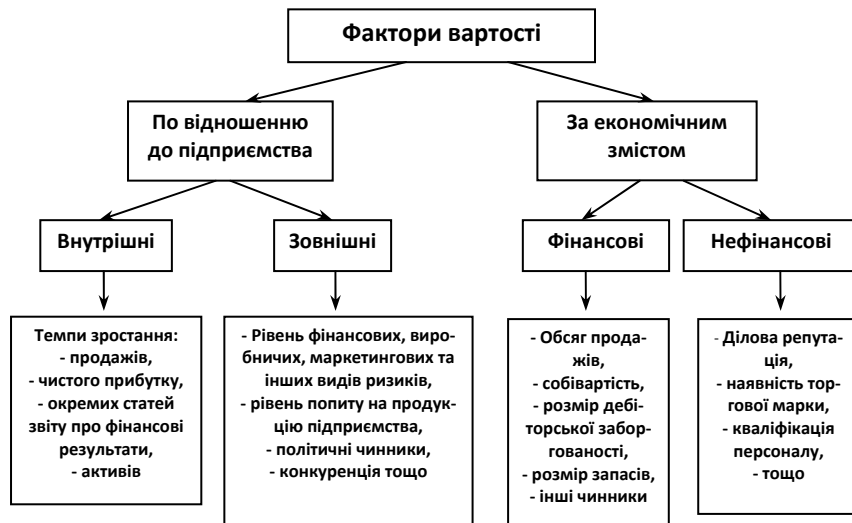 Фактори вартості
По відношенню
до підприємства
За економічним
змістом
Внутрішні
Зовнішні
Фінансові
Нефінансові
Темпи зростання:
- продажів,
- чистого прибутку,
- окремих статей
звіту про фінансові
результати,
- активів
- Рівень фінансових, виро-
бничих, маркетингових та
інших видів ризиків,
- рівень попиту на продук-
цію підприємства,
- політичні чинники,
- конкуренція тощо
- Обсяг прода-
жів,
- собівартість,
- розмір дебі-
торської забор-
гованості,
- розмір запасів,
- інші чинники
- Ділова репута-
ція,
- наявність тор-
гової марки,
- кваліфікація
персоналу,
- тощо